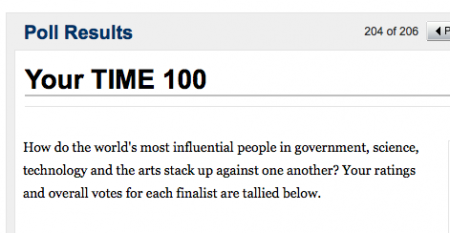 Poll Results
204 of 206
Your TIME 100
How do the world's most influential people in government, science,
technology and the arts stack up against one another? Your ratings
and overall votes for each finalist are tallied below.